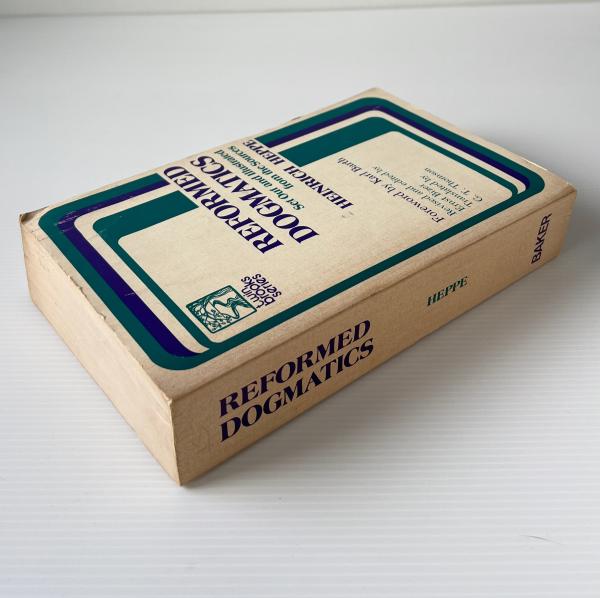 REFORMED
DOGMATICS
Set out and illustrated
from the sources
HEINRICH HEPPE
Foreword by Karl Barth
Revised and edited by
Ernst Bizer
Translated by
G. T. Thomson
twin
brooks
series
REFORMED
DOGMATICS
HEPPE
BAKER